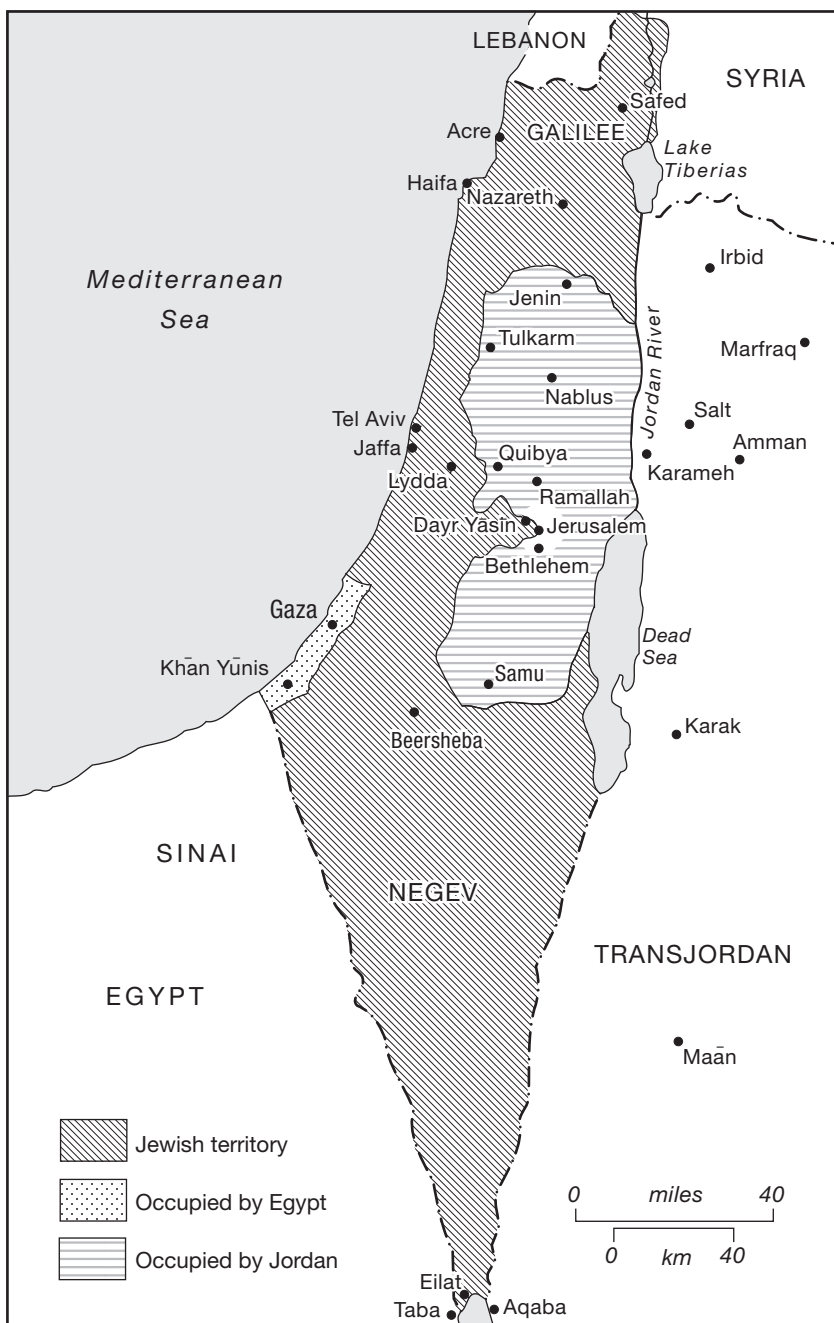 LEBANON
SYRIA
Safed
Acre
GALILEE
Lake
Tiberias
Haifa
Nazareth
Irbid
Mediterranean
Sea
Jenin
Jordan River
Tulkarm
Marfraq
Nablus
Tel Aviv
Salt
Jaffa
Quibya
Amman
Lydda
Karameh
Ramallah
Dayr Yāsin
Jerusalem
Bethlehem
Gaza
Dead
Sea
Khān Yūnis
Samu
Beersheba
Karak
SINAI
NEGEV
TRANSJORDAN
EGYPT
Maān
Jewish territory
Occupied by Egypt
Occupied by Jordan
0 miles 40
0 km 40
Eilat
Taba
Aqaba